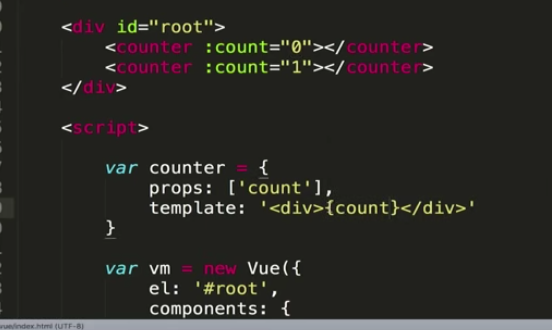 <div id="root">
<counter :count="0"></counter>
<counter :count="1"></counter>
</div>
<script>
var counter = {
props: ['count'],
template: '<div>{count}</div>'
}
var vm = new Vue({
el: '#root',
components: {
vue/index.html (UTF-8)